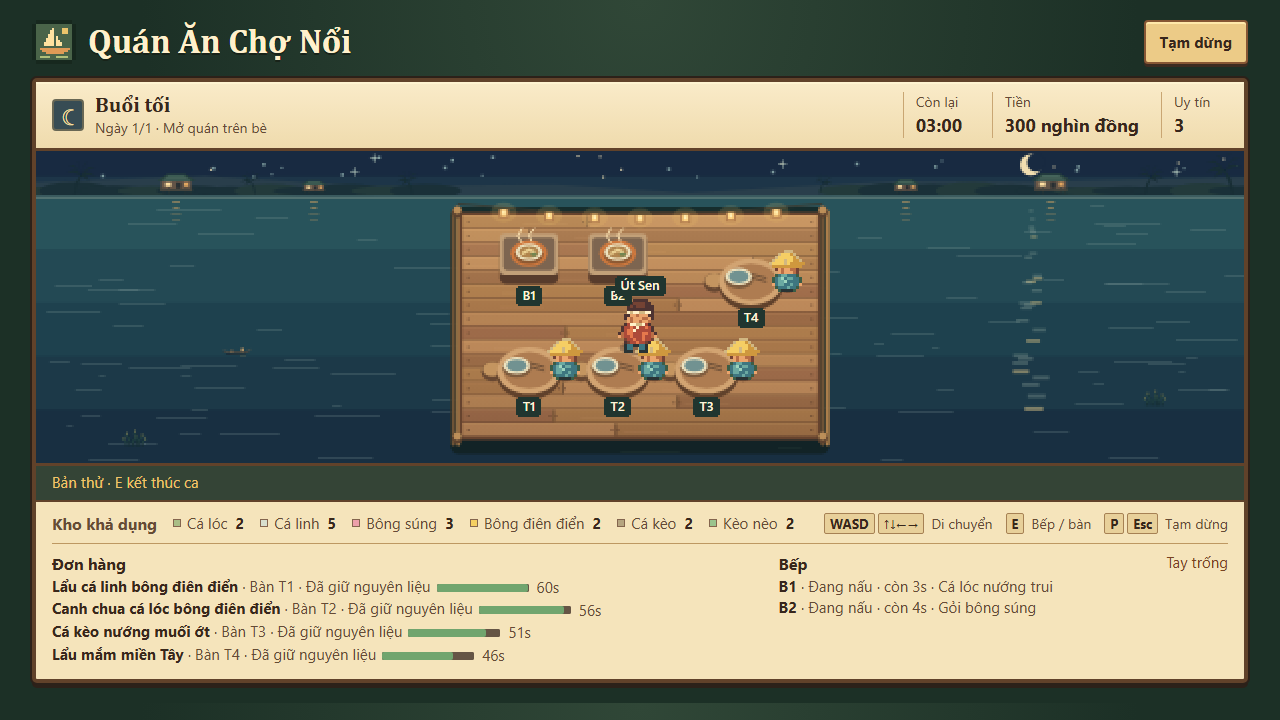 Quán Ăn Chợ Nổi
Tạm dừng
Buổi tối
Ngày 1/1 · Mở quán trên bè
Còn lại
03:00
Tiền
300 nghìn đồng
Uy tín
3
B1
Út Sen
T4
T1
T2
T3
Bản thử · E kết thúc ca
Kho khả dụng Cá lóc 2 Cá linh 5 Bông súng 3 Bông điên điển 2 Cá kèo 2 Kèo nèo 2 WASD ↑↓←→ Di chuyển E Bếp / bàn P Esc Tạm dừng
Đơn hàng
Lẩu cá linh bông điên điển · Bàn T1 · Đã giữ nguyên liệu 60s
Canh chua cá lóc bông điên điển · Bàn T2 · Đã giữ nguyên liệu 56s
Cá kèo nướng muối ớt · Bàn T3 · Đã giữ nguyên liệu 51s
Lẩu mắm miền Tây · Bàn T4 · Đã giữ nguyên liệu 46s
Bếp
Tay trống
B1 · Đang nấu · còn 3s · Cá lóc nướng trui
B2 · Đang nấu · còn 4s · Gỏi bông súng